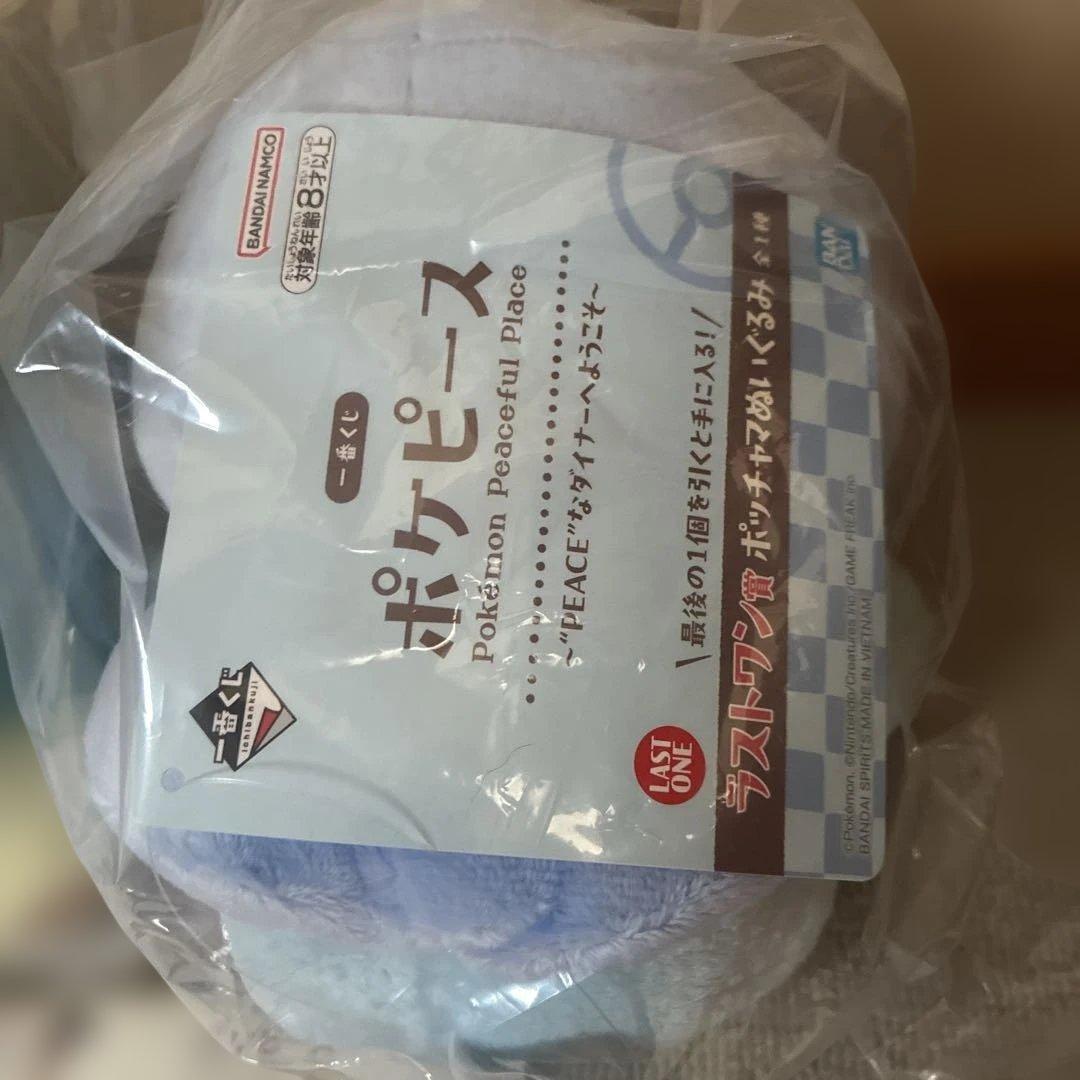 BANDAI NAMCO
たいしょうねんれい さい いじょう
対象年齢8才以上
一番くじ
ポケピース
Pokémon Peaceful Place
～“PEACE”なダイナーへようこそ～
一番くじ
ichibankuji
\最後の1個を引くと手に入る!/
LAST
ONE
ラストワン賞 ポッチャマぬいぐるみ 全1種
BAN
DAI
©Pokémon. ©Nintendo/Creatures Inc./GAME FREAK inc.
BANDAI SPIRITS MADE IN VIETNAM